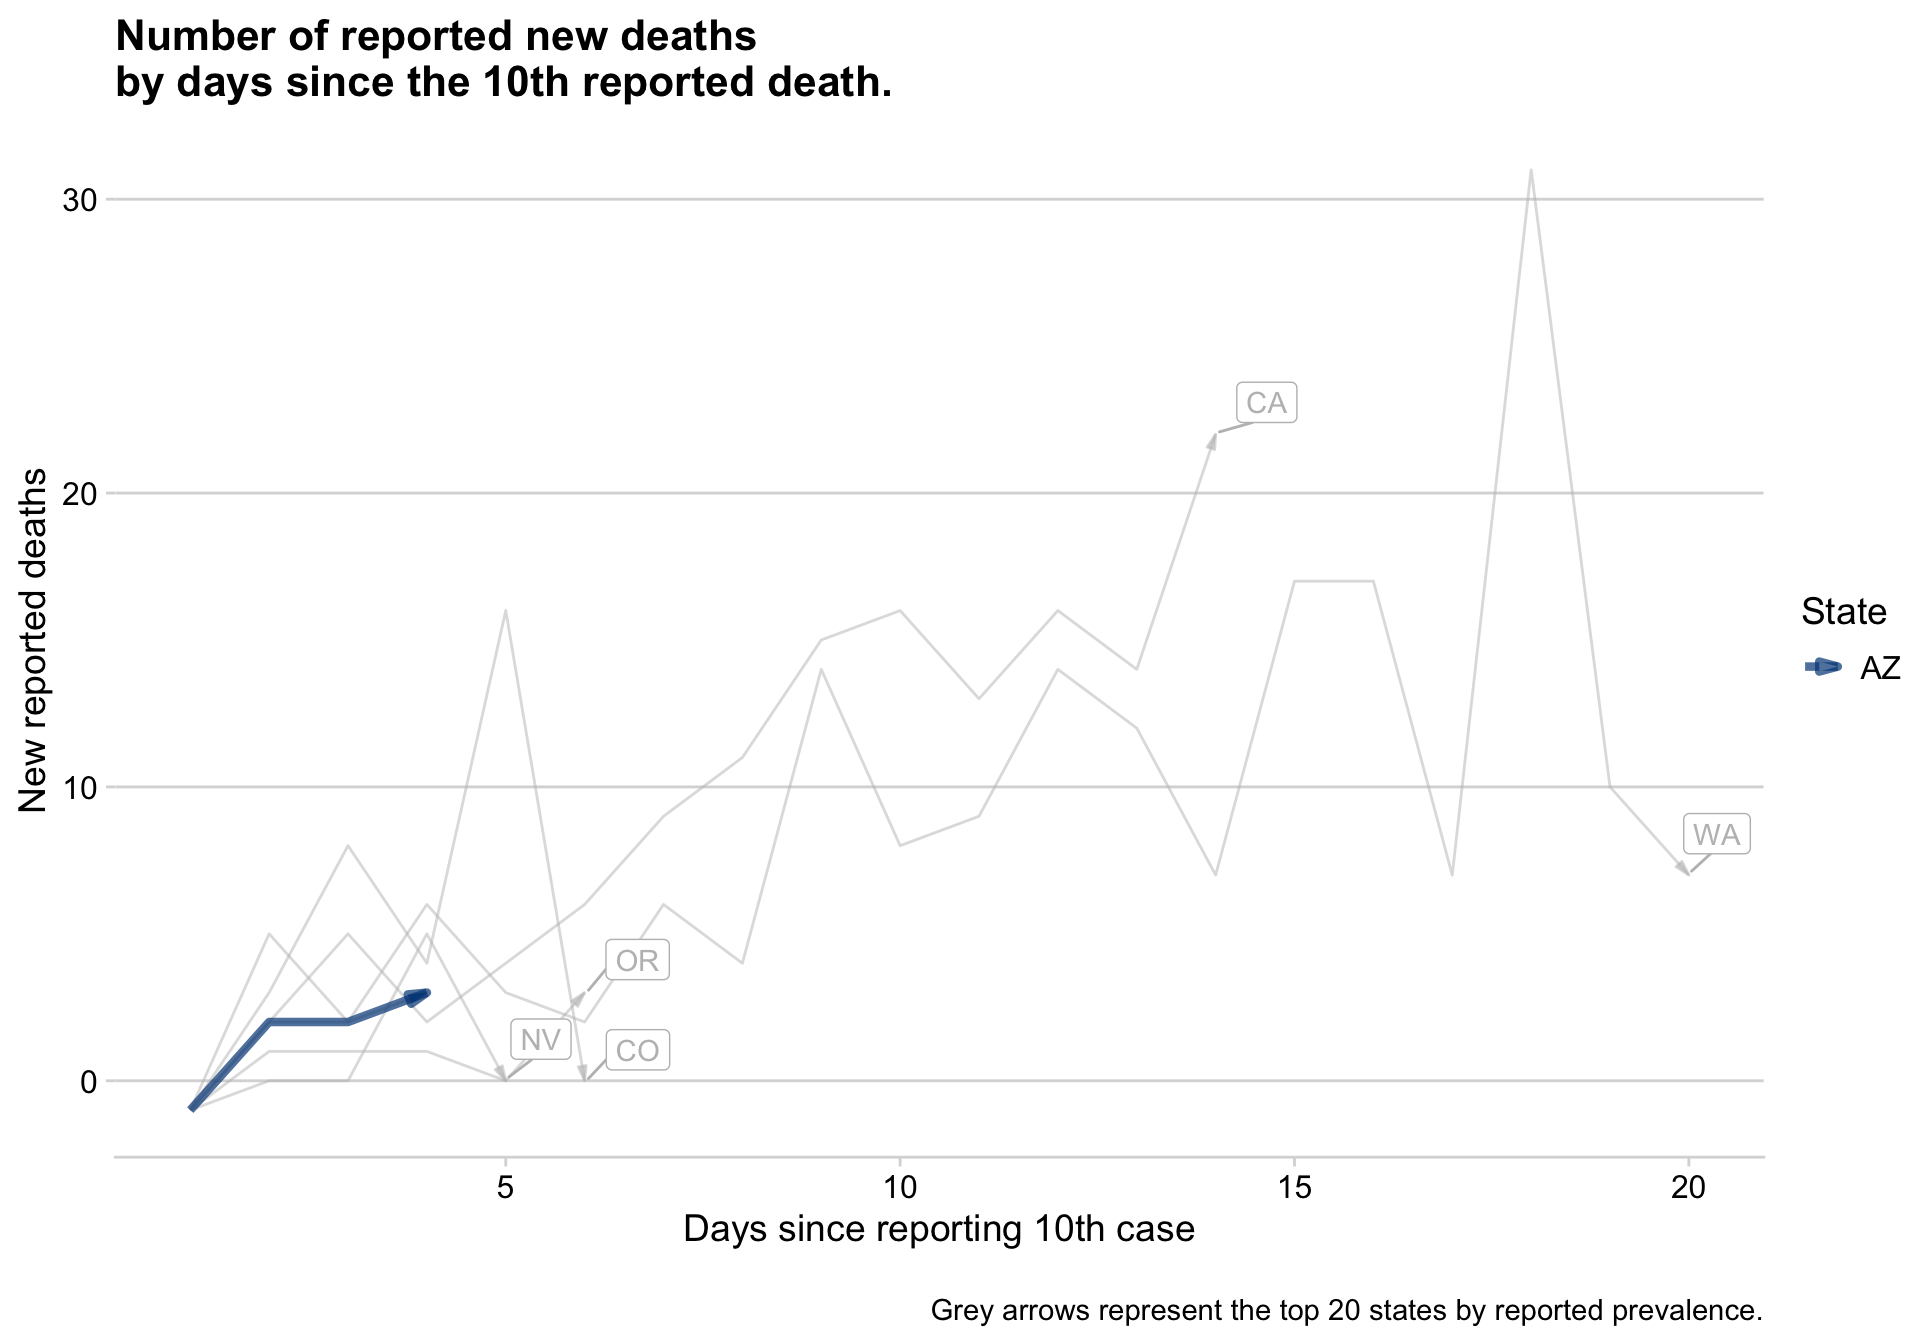 Number of reported new deaths
by days since the 10th reported death.
30
20
10
0
New reported deaths
CA
WA
OR
NV
CO
State
AZ
5
10
15
20
Days since reporting 10th case
Grey arrows represent the top 20 states by reported prevalence.